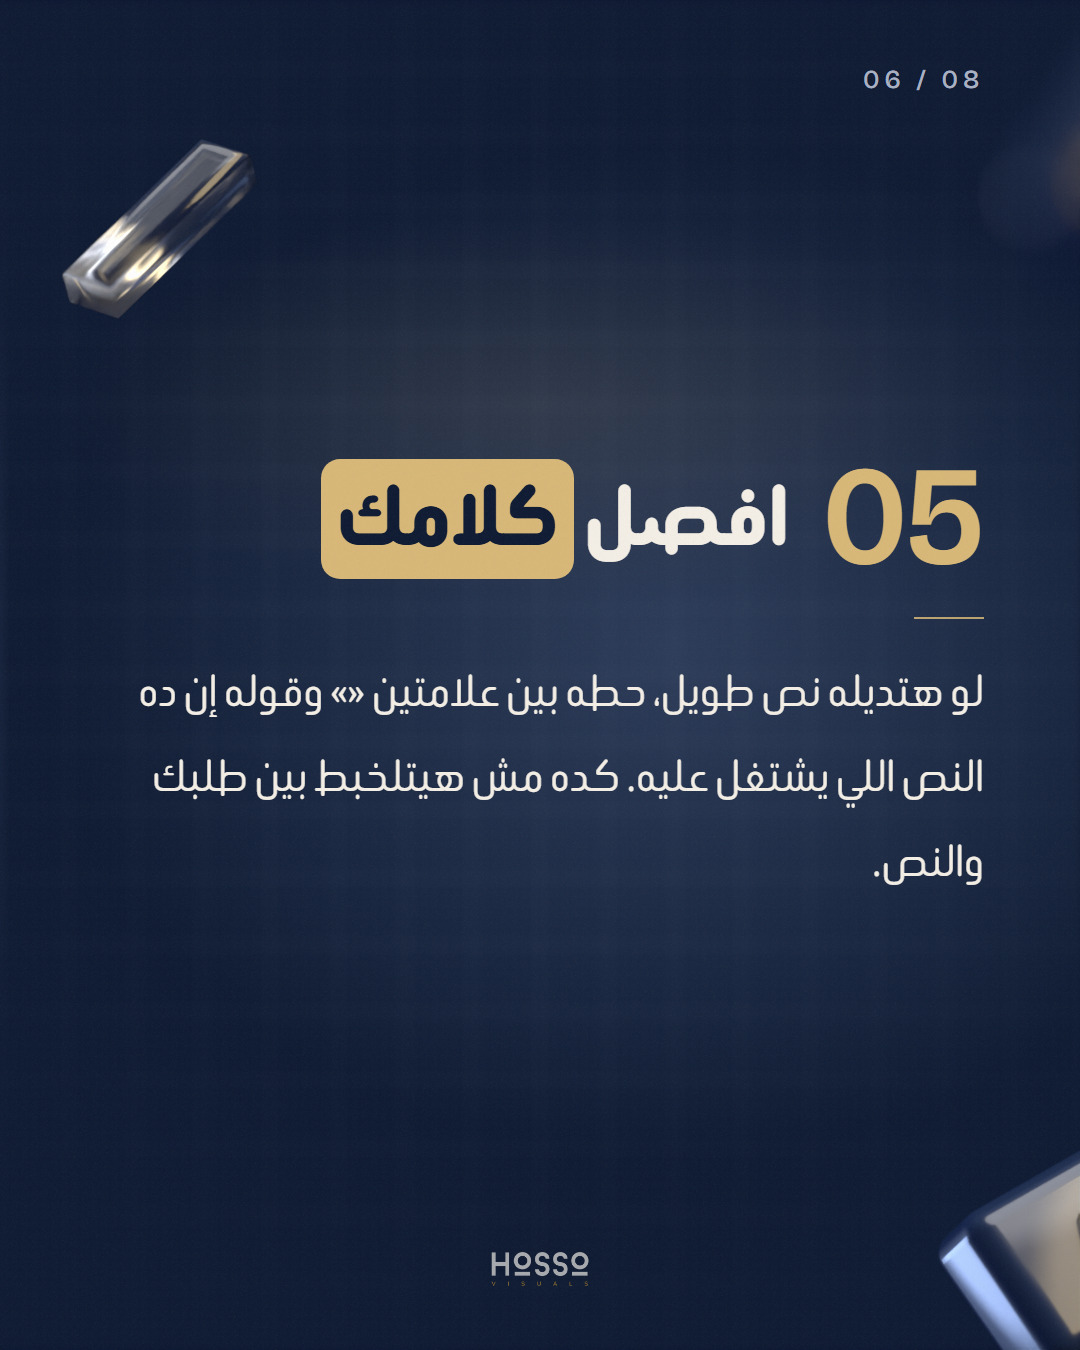 06 / 08
05 افصل كلامك
لو هتديله نص طويل، حطه بين علامتين «» وقوله إن ده
النص اللي يشتغل عليه. كده مش هيتلخبط بين طلبك
والنص.
HOSSO
VISUALS